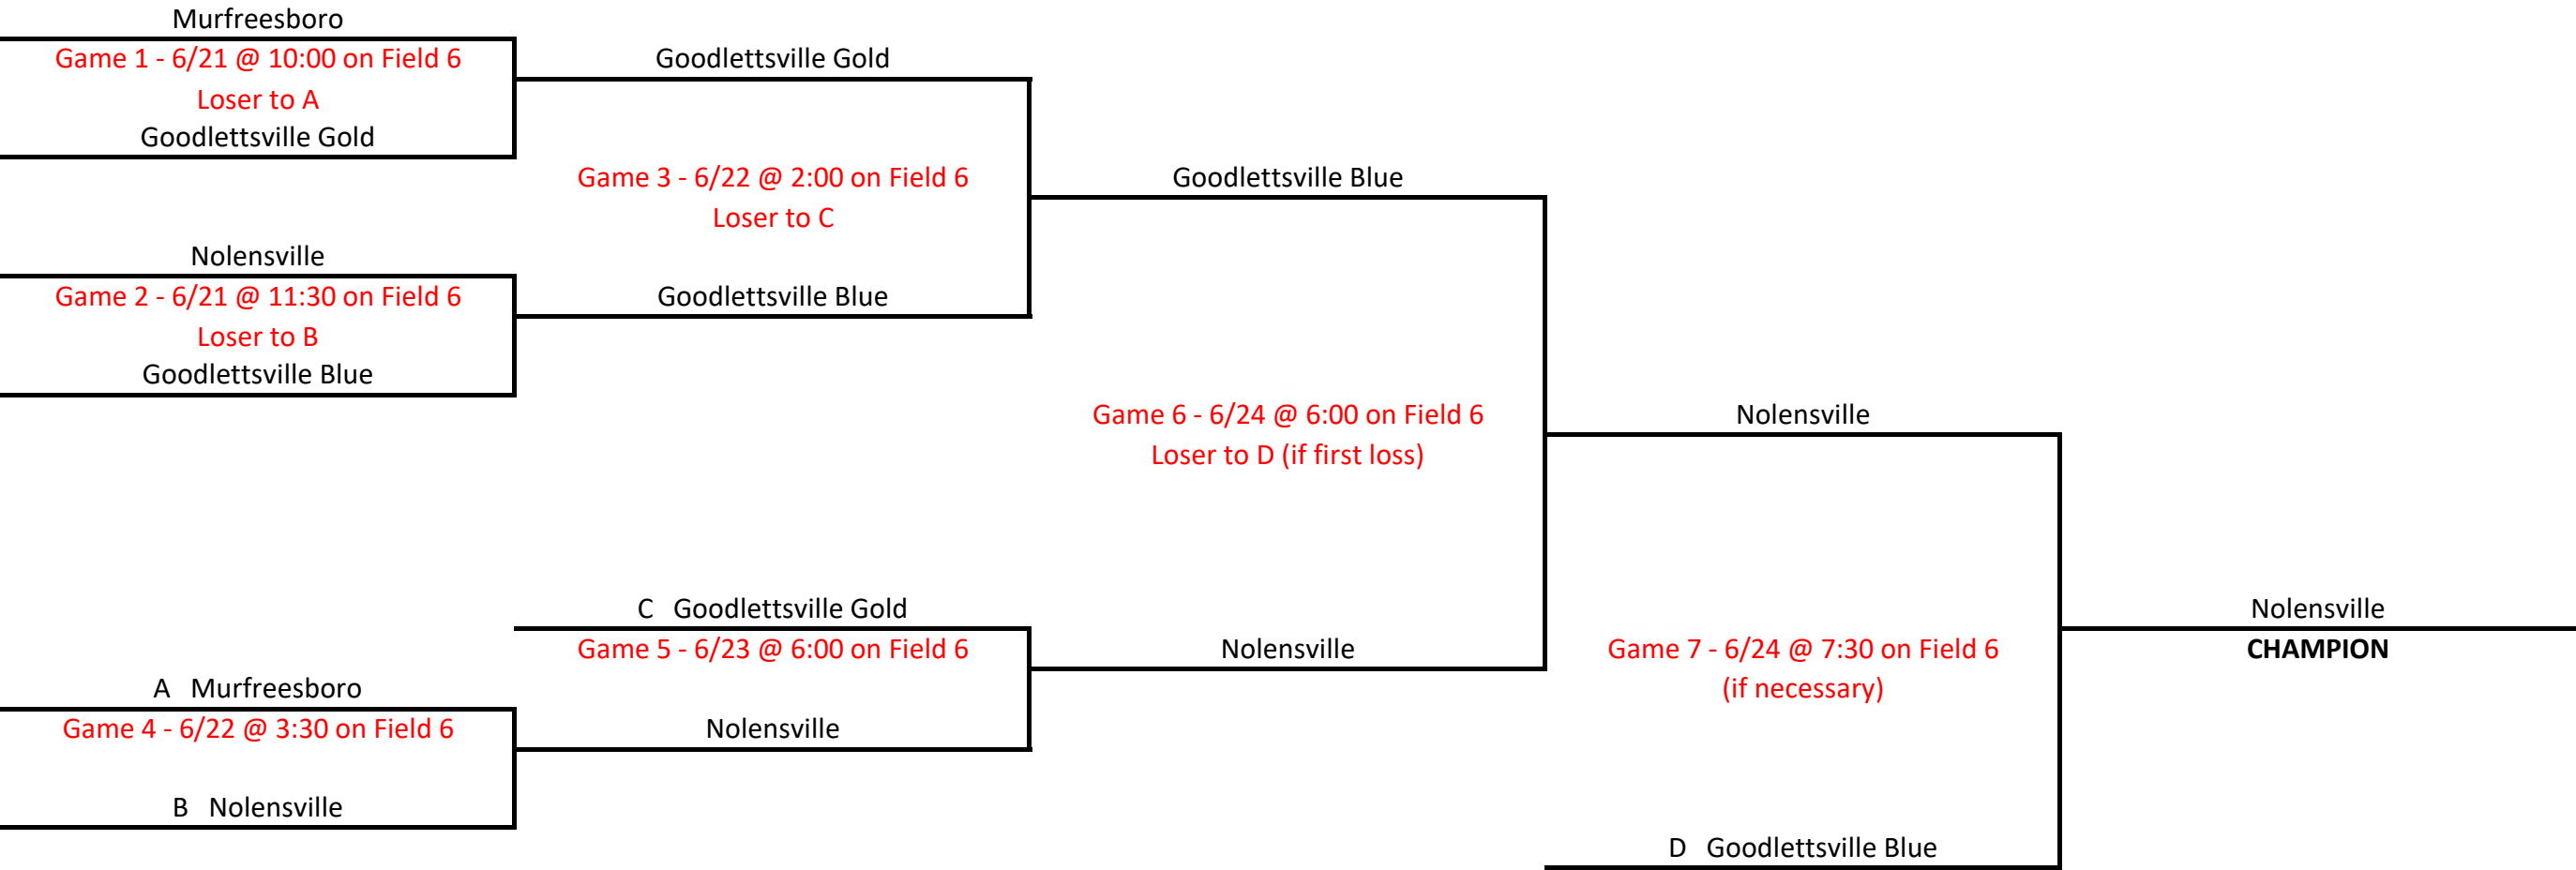 Murfreesboro
Game 1 - 6/21 @ 10:00 on Field 6
Loser to A
Goodlettsville Gold
Nolensville
Game 2 - 6/21 @ 11:30 on Field 6
Loser to B
Goodlettsville Blue
A Murfreesboro
Game 4 - 6/22 @ 3:30 on Field 6
B Nolensville
Goodlettsville Gold
Game 3 - 6/22 @ 2:00 on Field 6
Loser to C
Goodlettsville Blue
C Goodlettsville Gold
Game 5 - 6/23 @ 6:00 on Field 6
Nolensville
Goodlettsville Blue
Game 6 - 6/24 @ 6:00 on Field 6
Loser to D (if first loss)
Nolensville
Nolensville
Game 7 - 6/24 @ 7:30 on Field 6
(if necessary)
D Goodlettsville Blue
Nolensville
CHAMPION